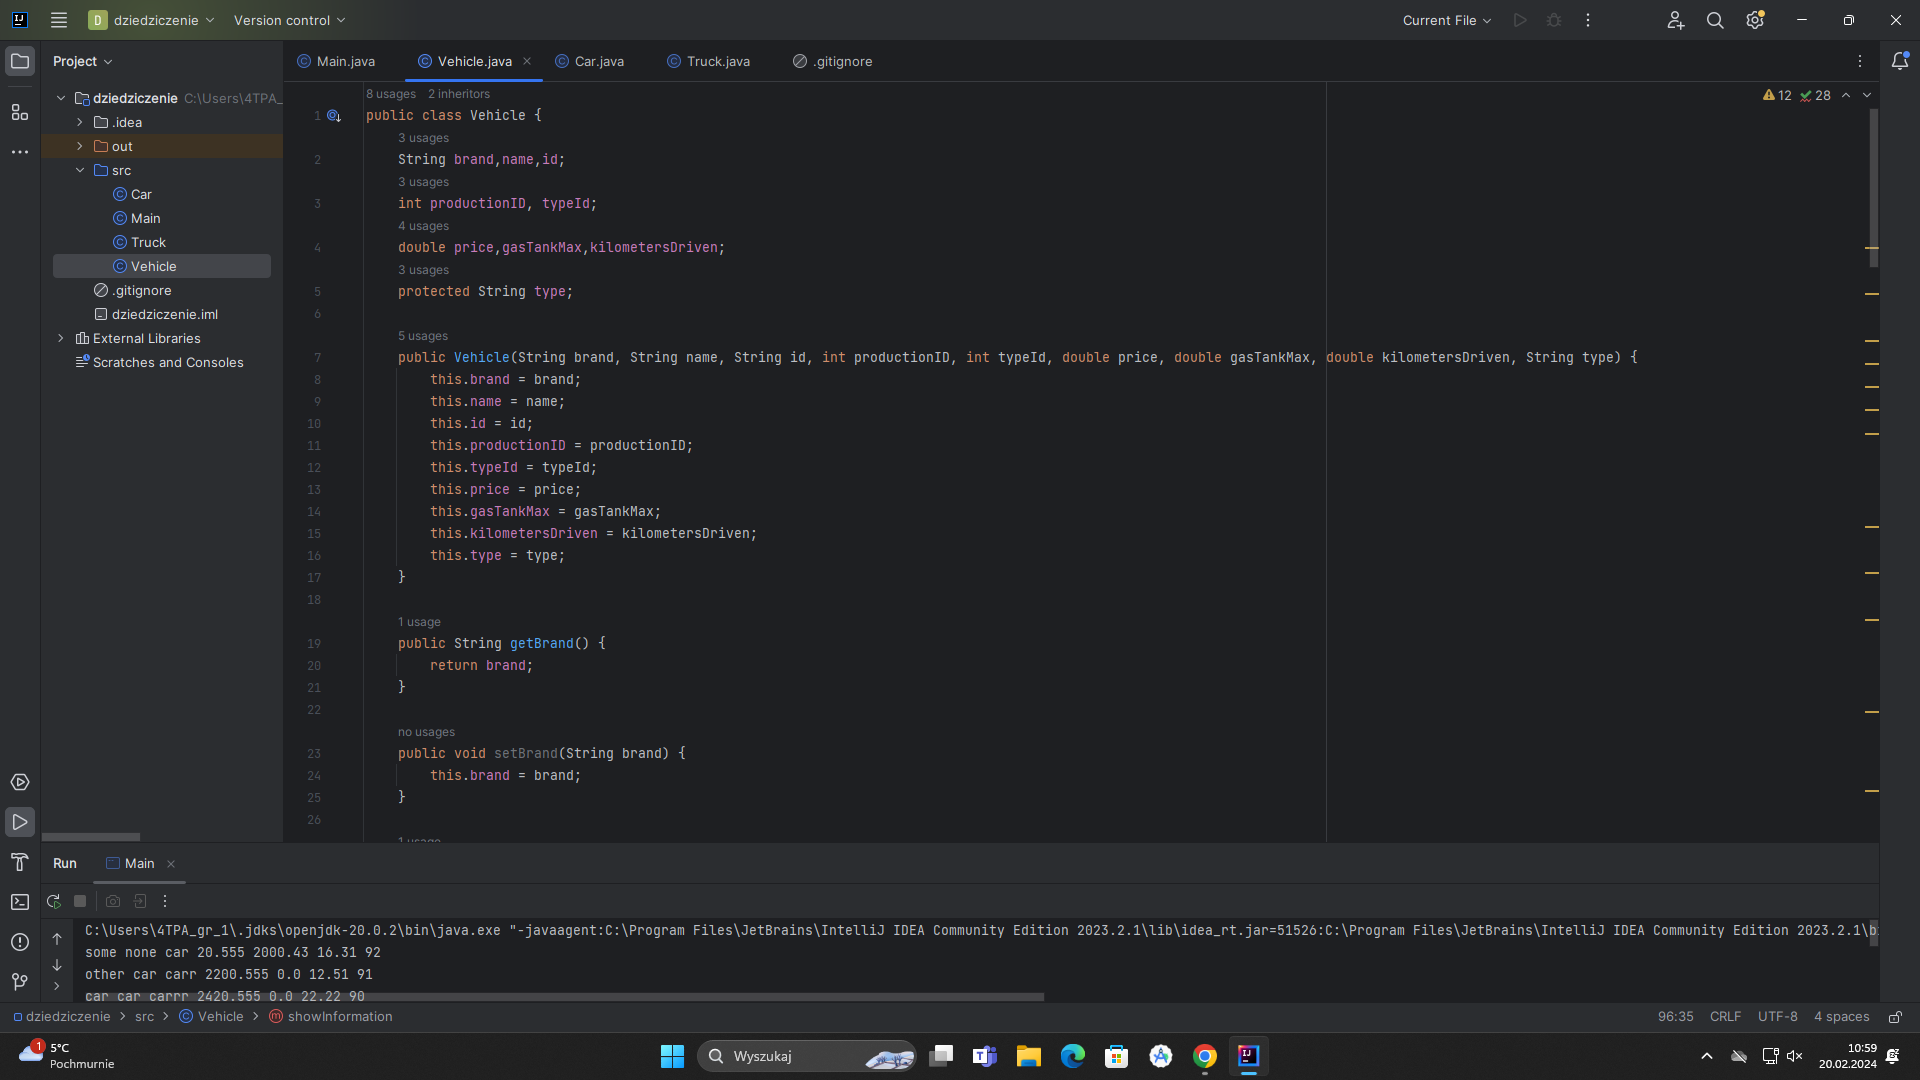 D dziedziczenie Version control Current File
Project Main.java Vehicle.java Car.java Truck.java .gitignore
dziedziczenie C:\Users\4TPA_
.idea
out
src
Car
Main
Truck
Vehicle
.gitignore
dziedziczenie.iml
External Libraries
Scratches and Consoles
8 usages 2 inheritors
12 28
1 public class Vehicle {
3 usages
2 String brand,name,id;
3 usages
3 int productionID, typeId;
4 usages
4 double price,gasTankMax,kilometersDriven;
3 usages
5 protected String type;
6
5 usages
7 public Vehicle(String brand, String name, String id, int productionID, int typeId, double price, double gasTankMax, double kilometersDriven, String type) {
8 this.brand = brand;
9 this.name = name;
10 this.id = id;
11 this.productionID = productionID;
12 this.typeId = typeId;
13 this.price = price;
14 this.gasTankMax = gasTankMax;
15 this.kilometersDriven = kilometersDriven;
16 this.type = type;
17 }
18
1 usage
19 public String getBrand() {
20 return brand;
21 }
22
no usages
23 public void setBrand(String brand) {
24 this.brand = brand;
25 }
26
1 usage
Run Main
C:\Users\4TPA_gr_1\.jdks\openjdk-20.0.2\bin\java.exe "-javaagent:C:\Program Files\JetBrains\IntelliJ IDEA Community Edition 2023.2.1\lib\idea_rt.jar=51526:C:\Program Files\JetBrains\IntelliJ IDEA Community Edition 2023.2.1\b
some none car 20.555 2000.43 16.31 92
other car carr 2200.555 0.0 12.51 91
car car carrr 2420.555 0.0 22.22 90
dziedziczenie src Vehicle showInformation 96:35 CRLF UTF-8 4 spaces
1 5°C
Pochmurnie
Wyszukaj
10:59
20.02.2024